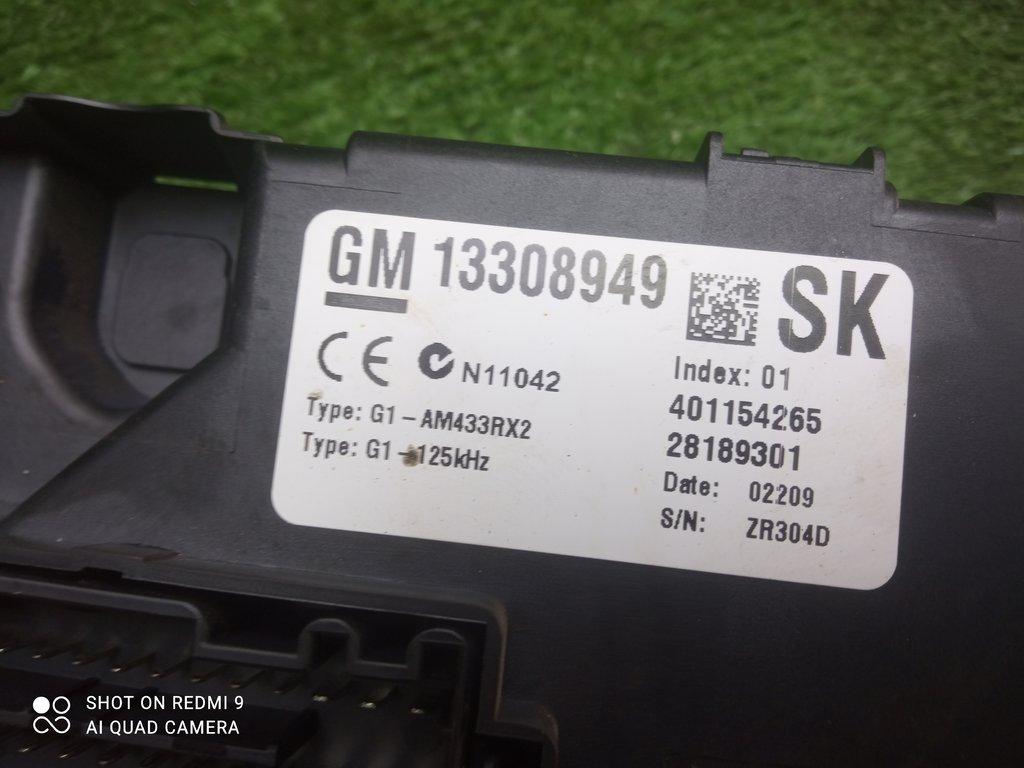 GM 13308949 SK
CE N11042
Index: 01
Type: G1-AM433RX2
401154265
Type: G1-125kHz
28189301
Date: 02209
S/N: ZR304D
SHOT ON REDMI 9
AI QUAD CAMERA